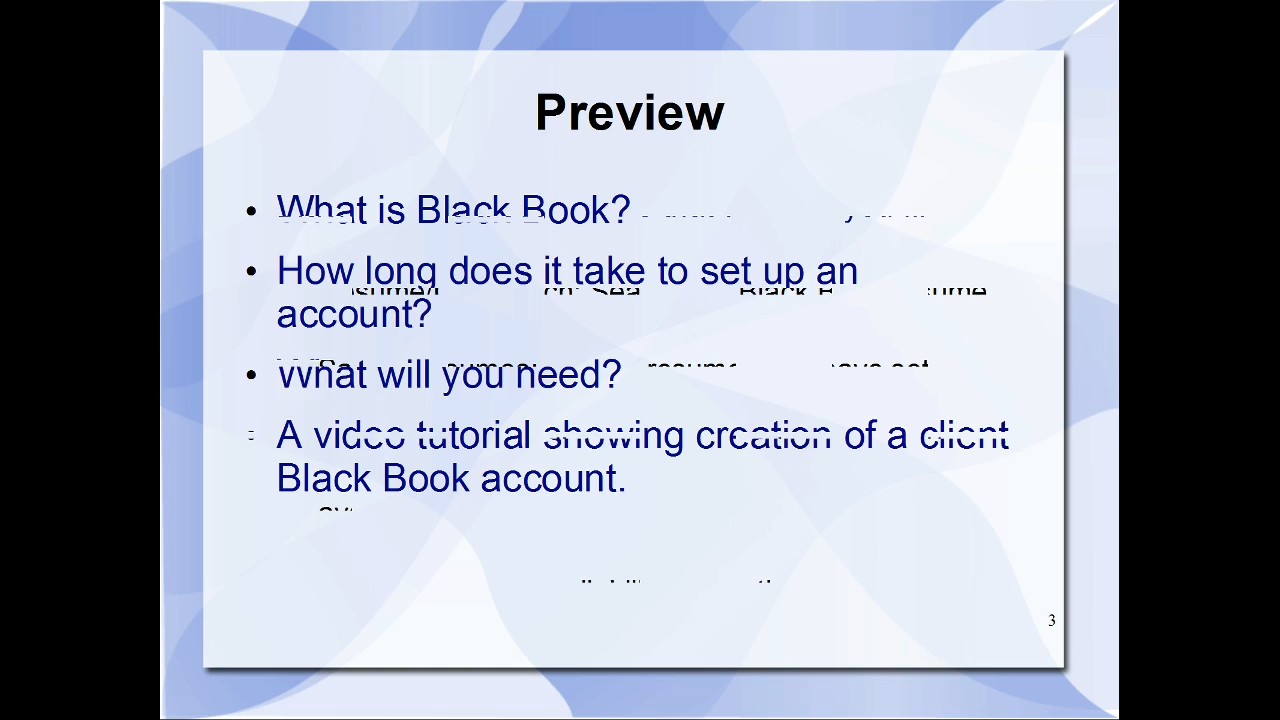 Preview
• What is Black Book?
• How long does it take to set up an
account?
• What will you need?
A video tutorial showing creation of a client
Black Book account.
3